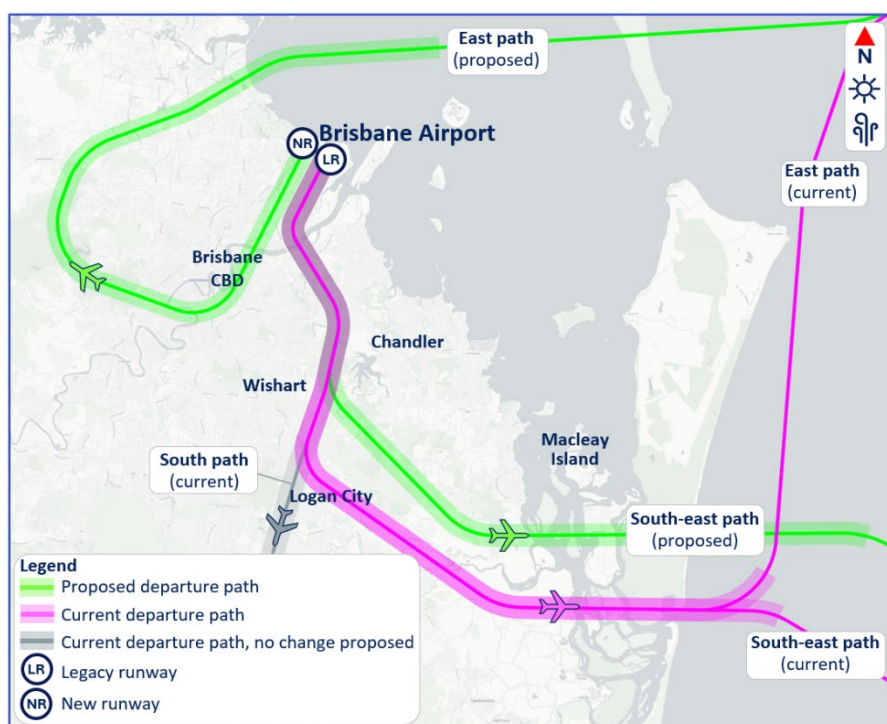 East path
(proposed)
N
NR
Brisbane Airport
LR
East path
(current)
Brisbane
CBD
Chandler
Wishart
Macleay
Island
South path
(current)
Logan City
South-east path
(proposed)
Legend
Proposed departure path
Current departure path
Current departure path, no change proposed
LR Legacy runway
NR New runway
South-east path
(current)